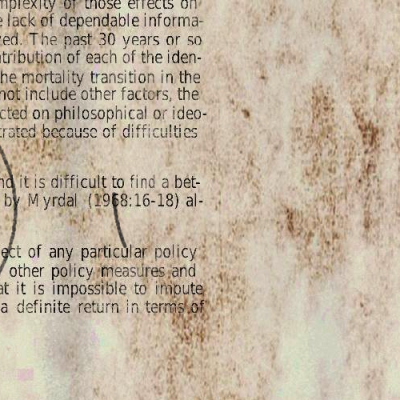 mplexity of those effects on
e lack of dependable informa-
zed. The past 30 years or so
ntribution of each of the iden-
he mortality transition in the
not include other factors, the
cted on philosophical or ideo-
trated because of difficulties
nd it is difficult to find a bet-
by Myrdal (1968:16-18) al-
ect of any particular policy
other policy measures and
at it is impossible to impute
a definite return in terms of